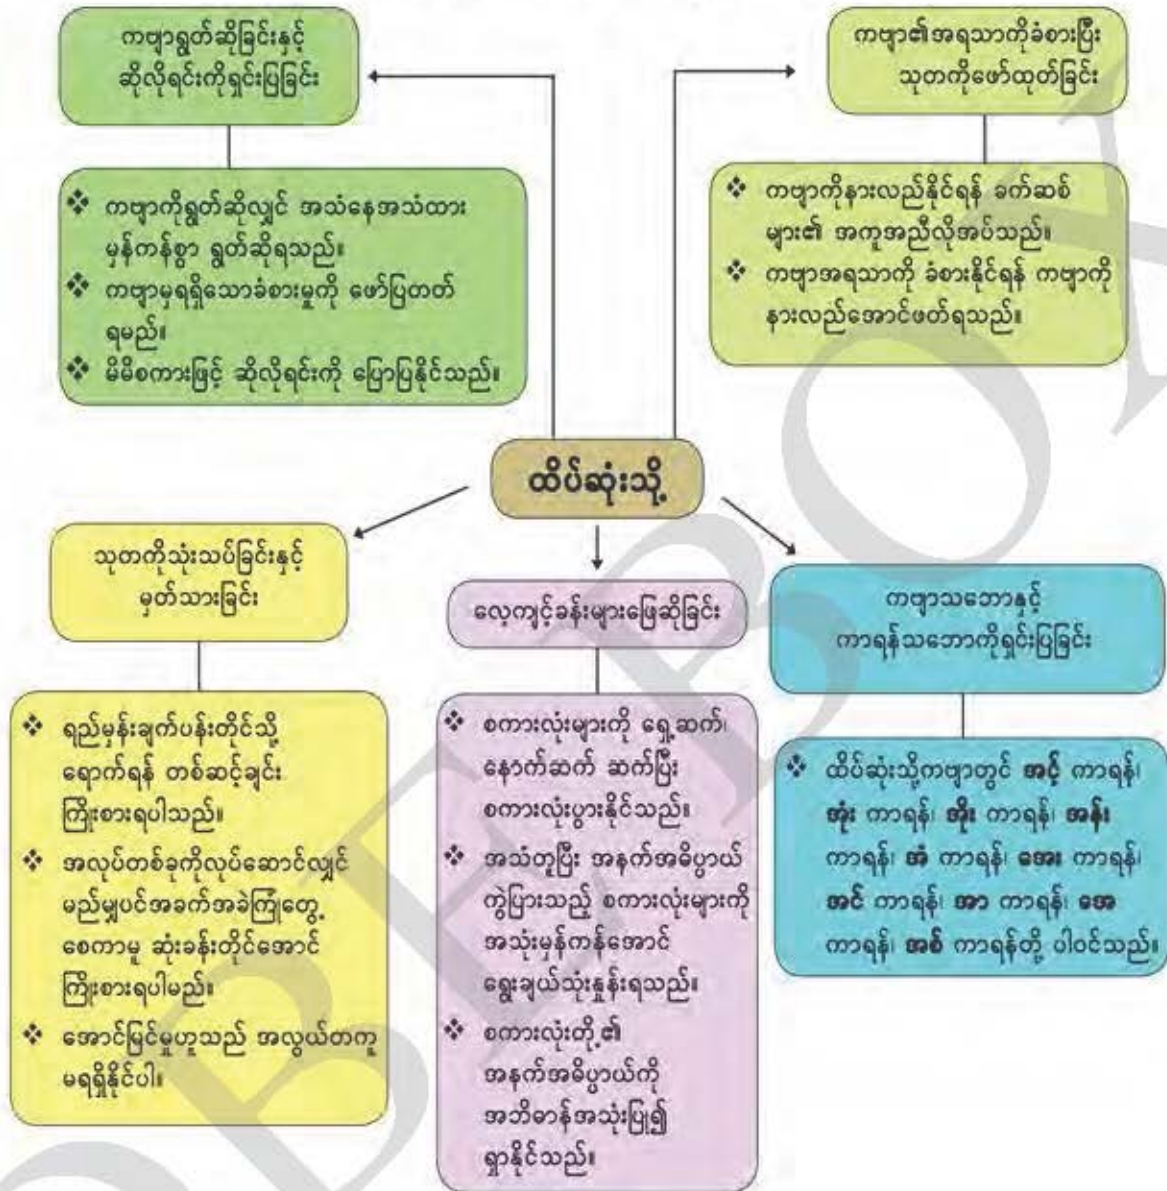 ကဗျာရွတ်ဆိုခြင်းနှင့်
ဆိုလိုရင်းကိုရှင်းပြခြင်း
❖ ကဗျာကိုရွတ်ဆိုလျှင် အသံနေအသံထား
မှန်ကန်စွာ ရွတ်ဆိုရသည်။
❖ ကဗျာမှရရှိသောခံစားမှုကို ဖော်ပြတတ်
ရမည်။
❖ မိမိစကားဖြင့် ဆိုလိုရင်းကို ပြောပြနိုင်သည်။
ကဗျာ၏အရသာကိုခံစားပြီး
သုတကိုဖော်ထုတ်ခြင်း
❖ ကဗျာကိုနားလည်နိုင်ရန် ခက်ဆစ်
များ၏ အကူအညီလိုအပ်သည်။
❖ ကဗျာအရသာကို ခံစားနိုင်ရန် ကဗျာကို
နားလည်အောင်ဖတ်ရသည်။
ထိပ်ဆုံးသို့
သုတကိုသုံးသပ်ခြင်းနှင့်
မှတ်သားခြင်း
❖ ရည်မှန်းချက်ပန်းတိုင်သို့
ရောက်ရန် တစ်ဆင့်ချင်း
ကြိုးစားရပါသည်။
❖ အလုပ်တစ်ခုကိုလုပ်ဆောင်လျှင်
မည်မျှပင်အခက်အခဲကြုံတွေ့
စေကာမူ ဆုံးခန်းတိုင်အောင်
ကြိုးစားရပါမည်။
❖ အောင်မြင်မှုဟူသည် အလွယ်တကူ
မရရှိနိုင်ပါ။
လေ့ကျင့်ခန်းများဖြေဆိုခြင်း
❖ စကားလုံးများကို ရှေ့ဆက်၊
နောက်ဆက် ဆက်ပြီး
စကားလုံးပွားနိုင်သည်။
❖ အသံတူပြီး အနက်အဓိပ္ပာယ်
ကွဲပြားသည့် စကားလုံးများကို
အသုံးမှန်ကန်အောင်
ရွေးချယ်သုံးနှုန်းရသည်။
❖ စကားလုံးတို့၏
အနက်အဓိပ္ပာယ်ကို
အဘိဓာန်အသုံးပြု၍
ရှာနိုင်သည်။
ကဗျာသဘောနှင့်
ကာရန်သဘောကိုရှင်းပြခြင်း
❖ ထိပ်ဆုံးသို့ကဗျာတွင် အင့် ကာရန်၊
အုံး ကာရန်၊ အိုး ကာရန်၊ အန်း
ကာရန်၊ အံ ကာရန်၊ အေး ကာရန်၊
အင် ကာရန်၊ အာ ကာရန်၊ အေ
ကာရန်၊ အစ် ကာရန်တို့ ပါဝင်သည်။